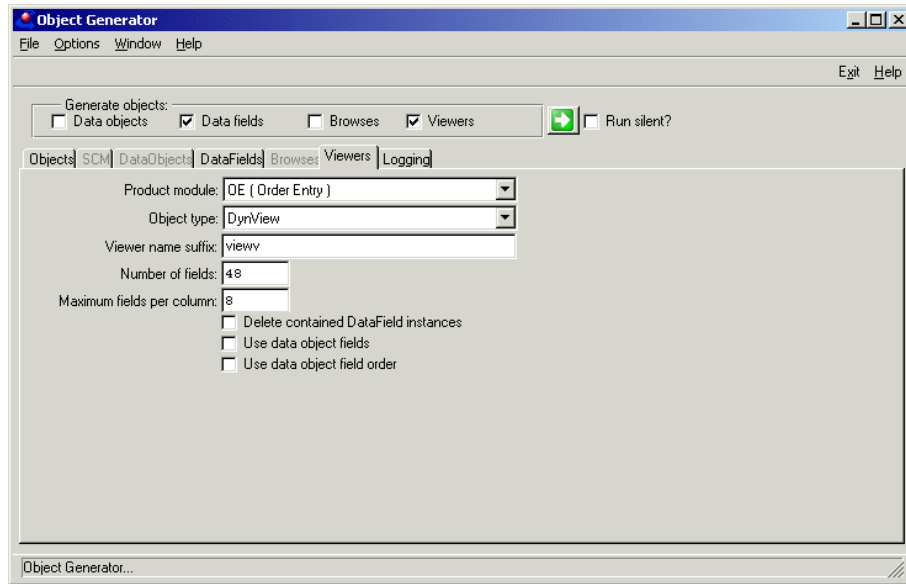 Object Generator
File Options Window Help
Exit Help
Generate objects:
Data objects Data fields Browses Viewers Run silent?
Objects SCM DataObjects DataFields Browses Viewers Logging
Product module: OE ( Order Entry )
Object type: DynView
Viewer name suffix: viewv
Number of fields: 48
Maximum fields per column: 8
Delete contained DataField instances
Use data object fields
Use data object field order
Object Generator...